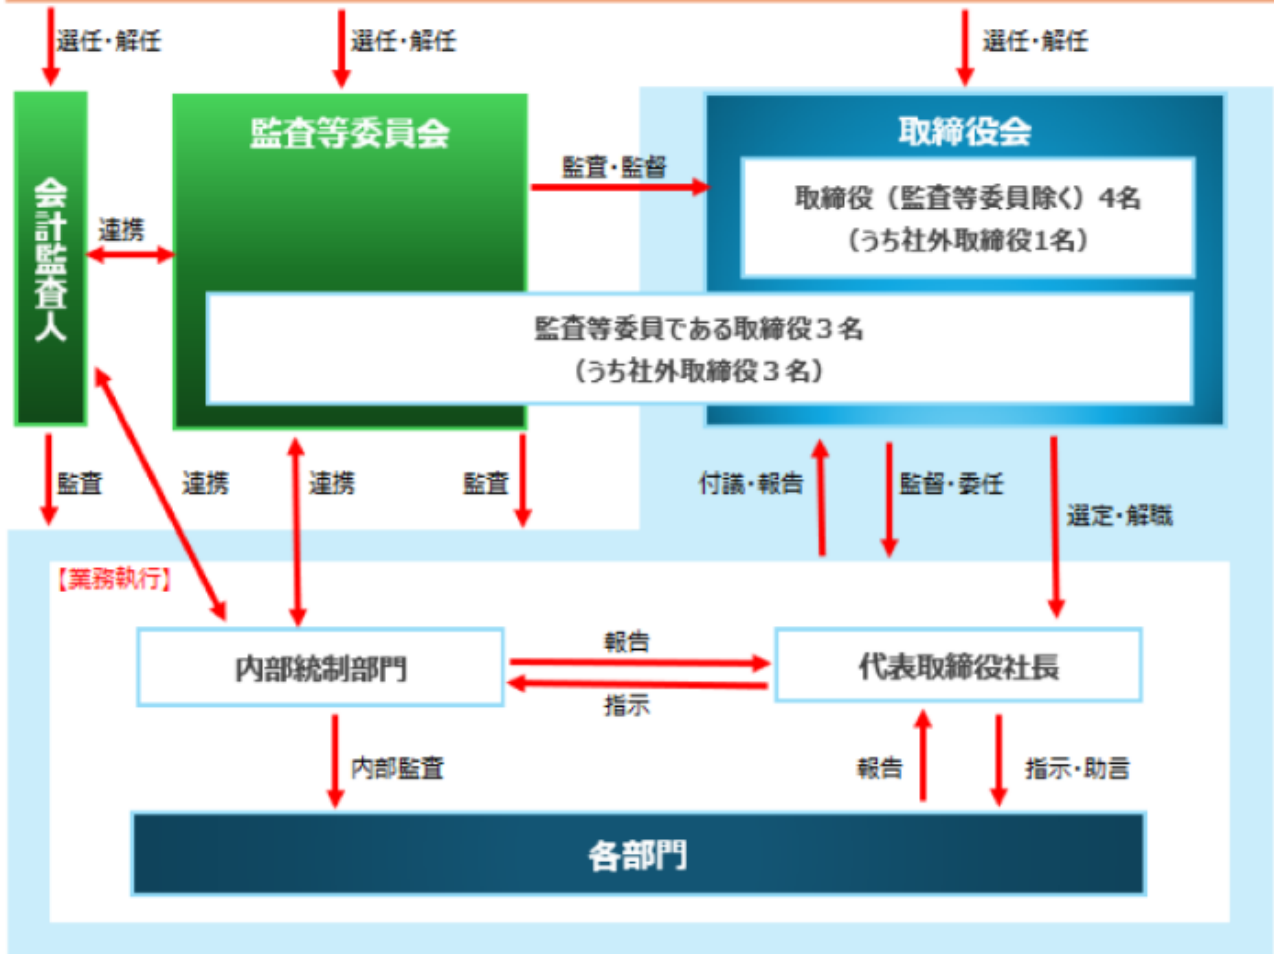 選任・解任
選任・解任
選任・解任
監査等委員会
取締役会
会計監査人
監査・監督
取締役（監査等委員除く）4名
（うち社外取締役1名）
連携
監査等委員である取締役３名
（うち社外取締役３名）
監査
連携
連携
監査
付議・報告
監督・委任
選定・解職
【業務執行】
内部統制部門
報告
指示
代表取締役社長
内部監査
報告
指示・助言
各部門